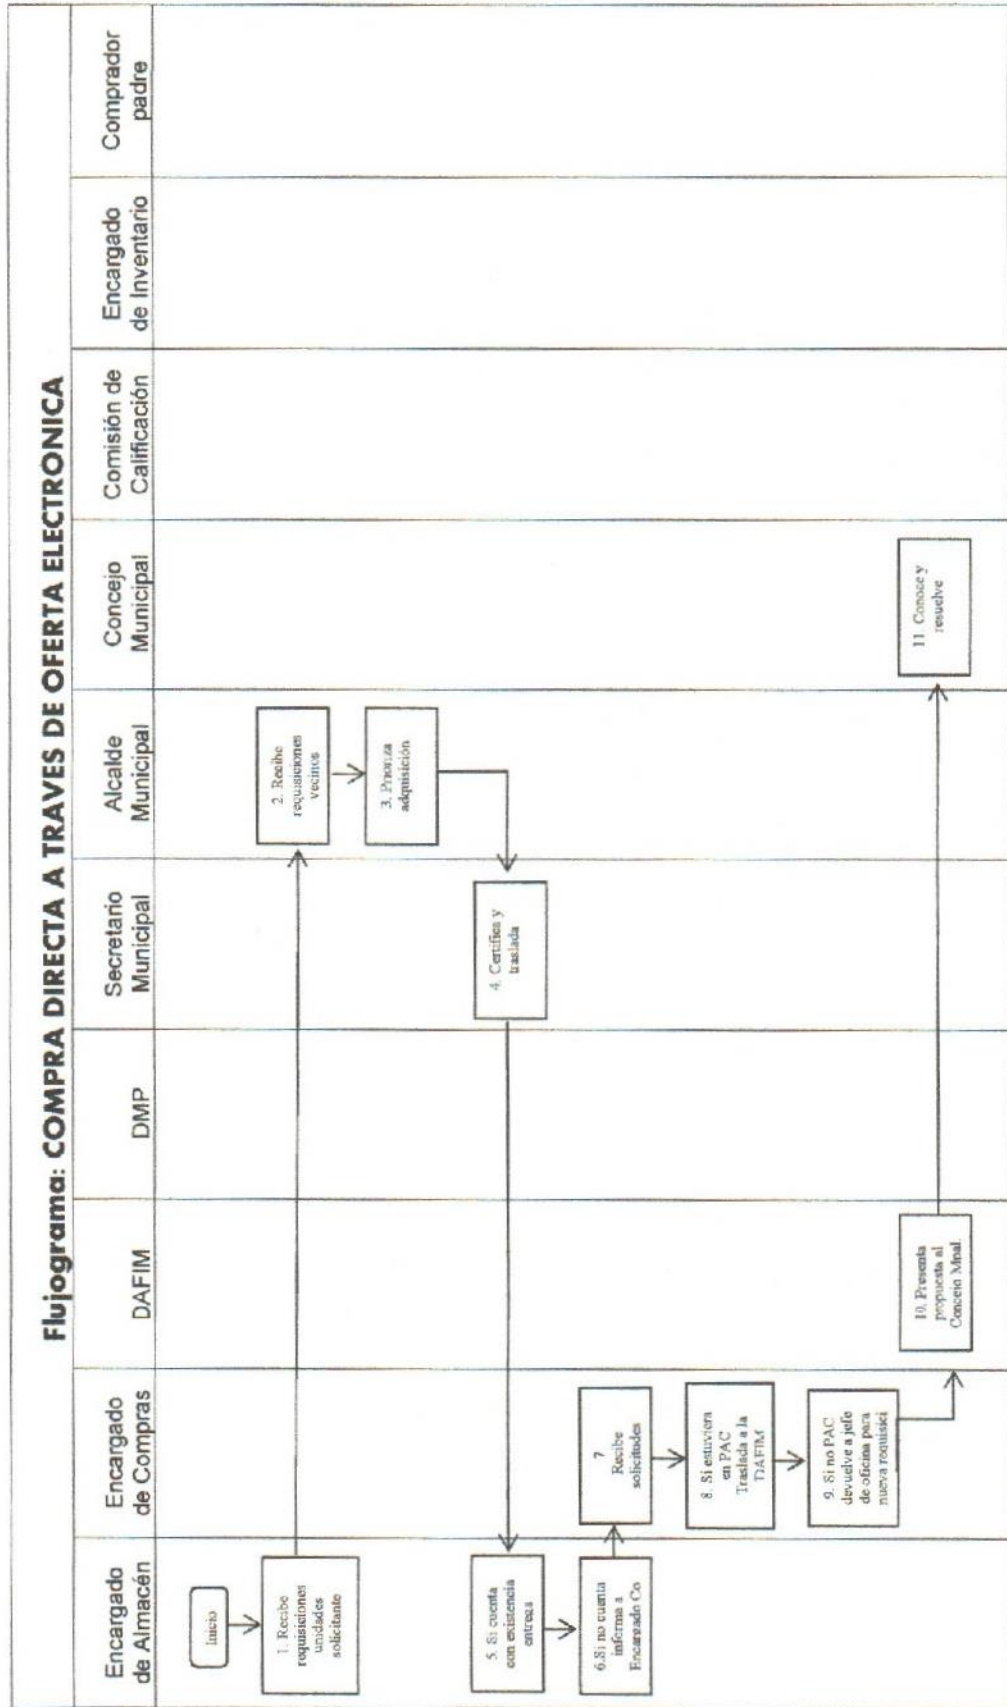 Flujograma: COMPRA DIRECTA A TRAVES DE OFERTA ELECTRONICA
Encargado
de Almacén
Encargado
de Compras
DAFIM
DMP
Secretario
Municipal
Alcalde
Municipal
Concejo
Municipal
Comisión de
Calificación
Encargado
de Inventario
Comprador
padre
Inicio
1. Recibe
requisiciones
unidades
solicitante
2. Recibe
requisiciones
vecinos
3. Prioriza
adquisición
4. Certifica y
traslada
5. Si cuenta
con existencia
entrega
6.Si no cuenta
informa a
Encargado Co
7
Recibe
solicitudes
8. Si estuviera
en PAC
Traslada a la
DAFIM
9. Si no PAC
devuelve a jefe
de oficina para
nueva requisici
10. Presenta
propuesta al
Concejo Mpal.
11. Conoce y
resuelve